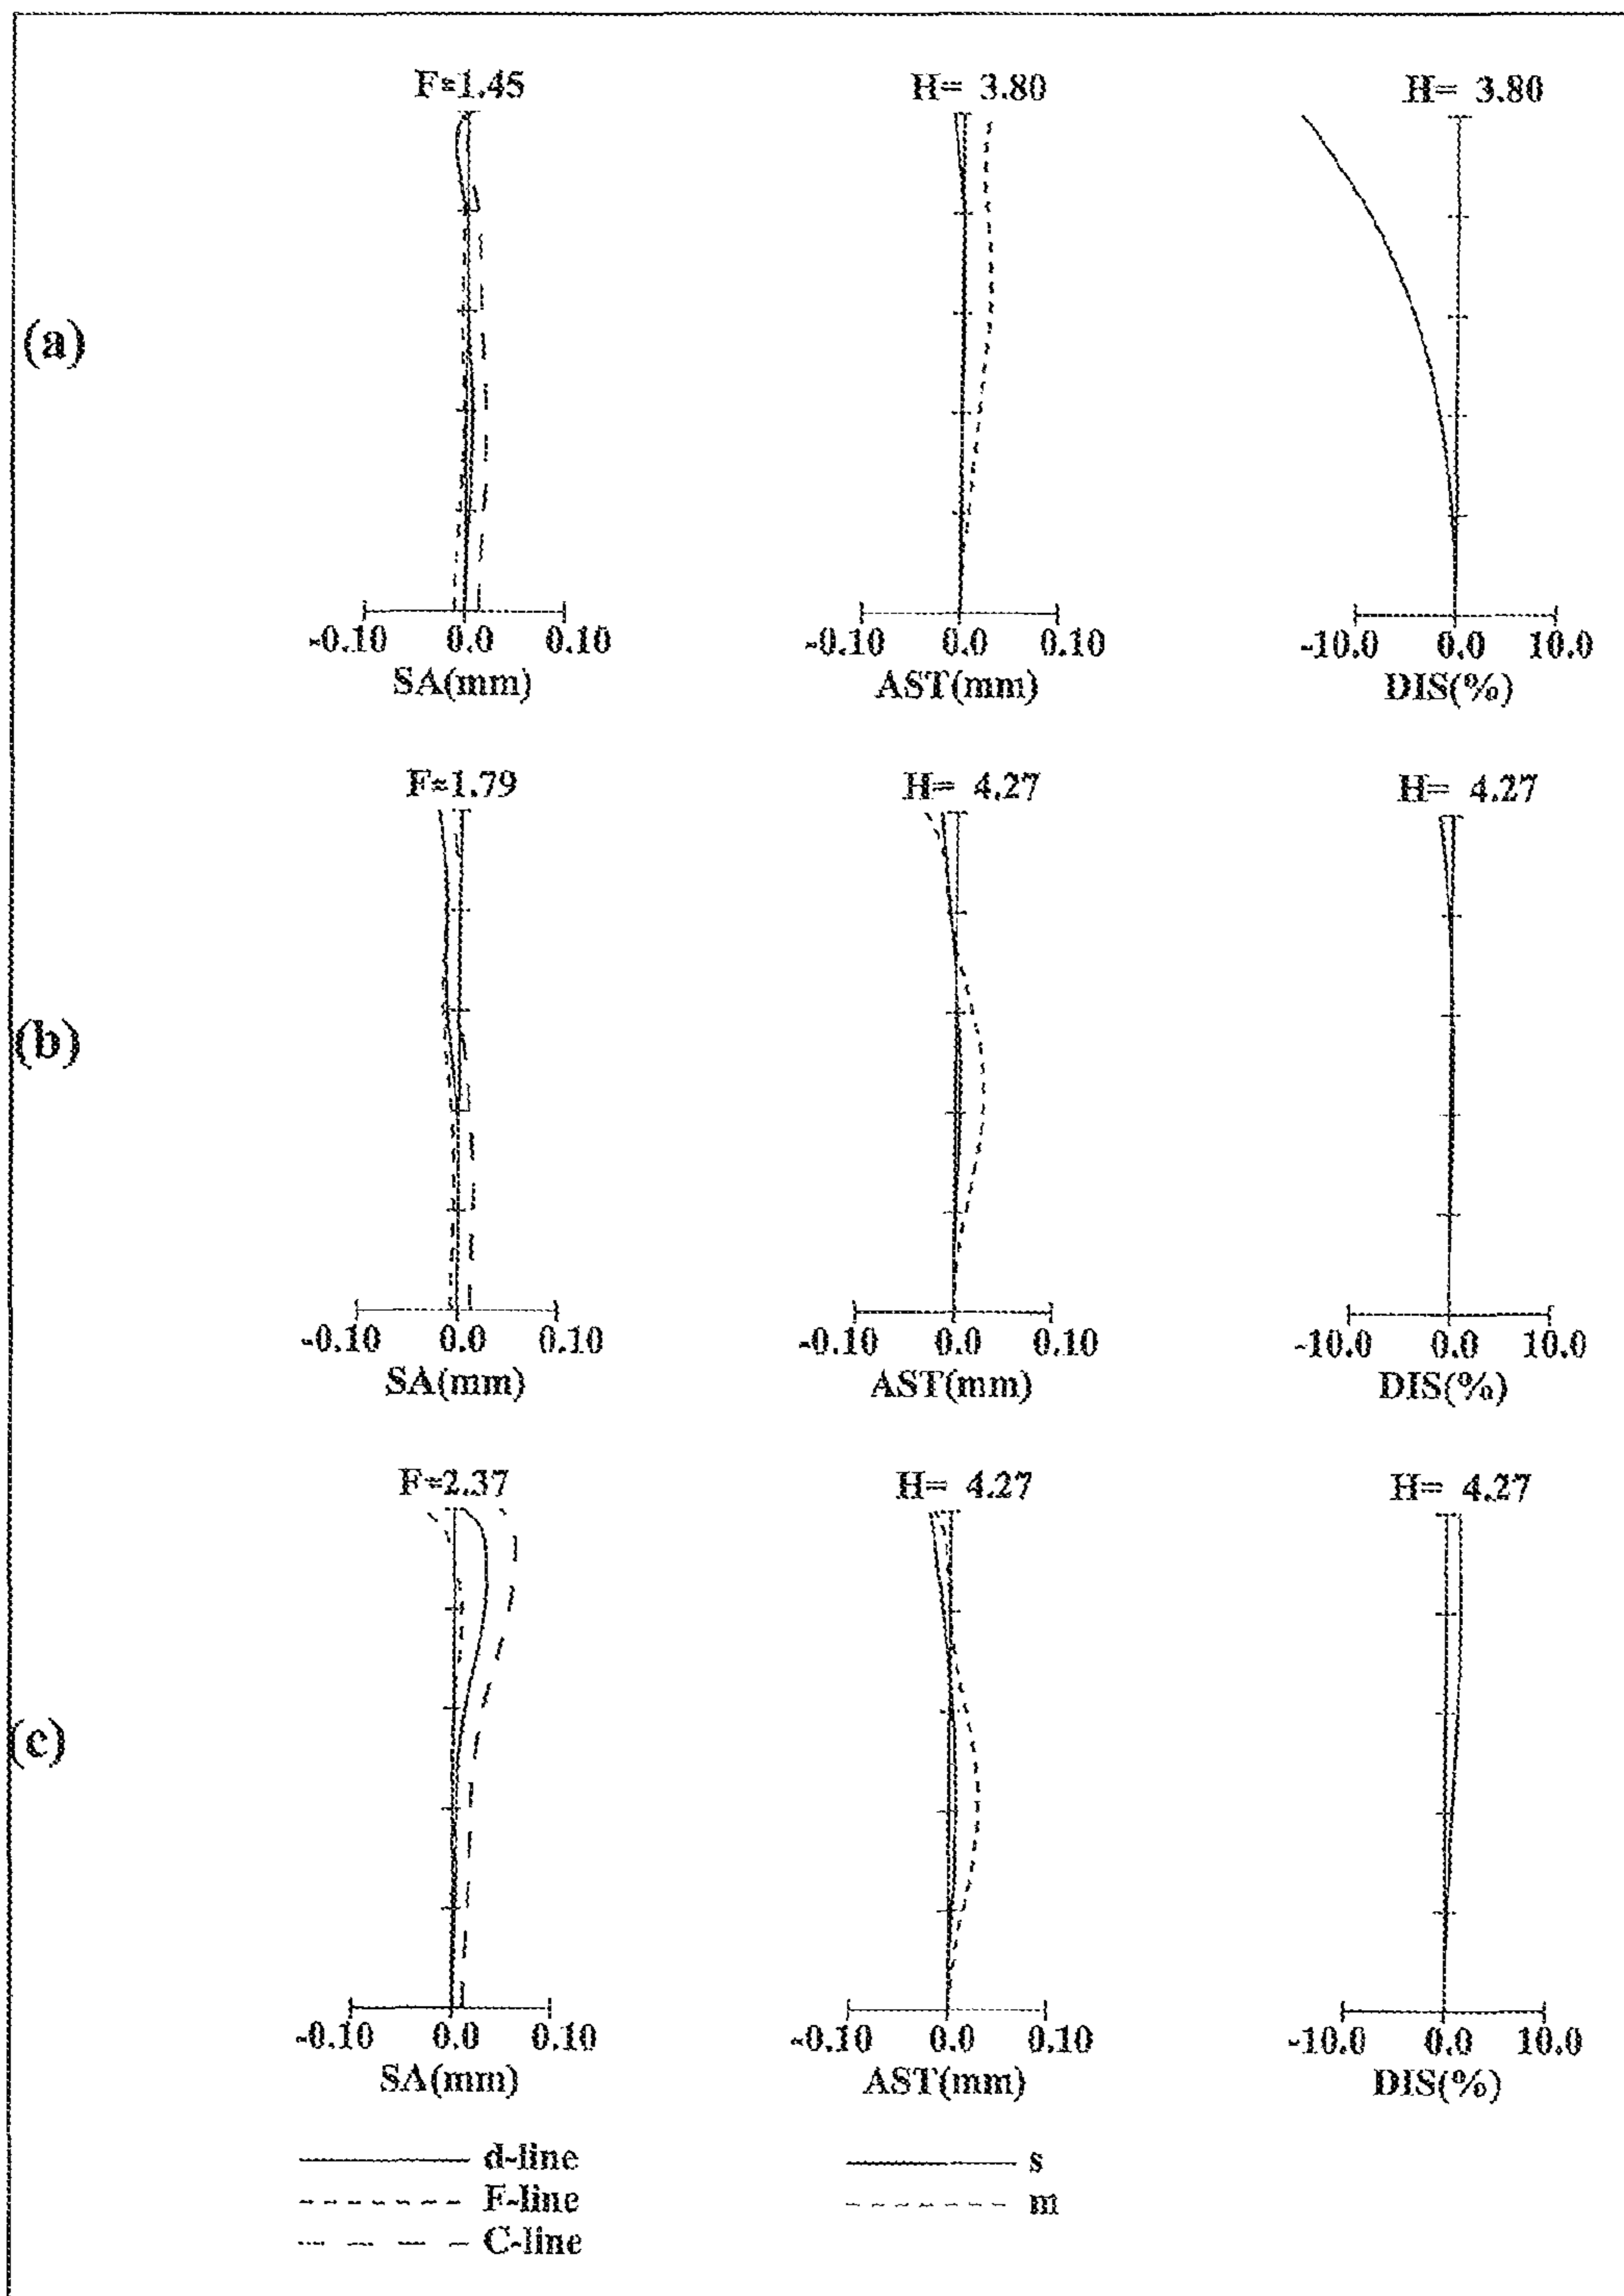 F=1.45 H= 3.80 H= 3.80
(a)
-0.10 0.0 0.10 -0.10 0.0 0.10 -10.0 0.0 10.0
SA(mm) AST(mm) DIS(%)
F=1.79 H= 4.27 H= 4.27
(b)
-0.10 0.0 0.10 -0.10 0.0 0.10 -10.0 0.0 10.0
SA(mm) AST(mm) DIS(%)
F=2.37 H= 4.27 H= 4.27
(c)
-0.10 0.0 0.10 -0.10 0.0 0.10 -10.0 0.0 10.0
SA(mm) AST(mm) DIS(%)
d-line s
F-line m
C-line